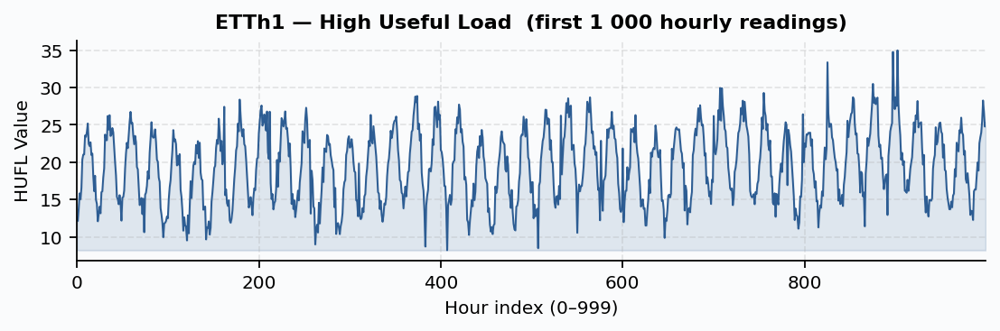 ETTh1 — High Useful Load (first 1 000 hourly readings)
HUFL Value
35
30
25
20
15
10
0 200 400 600 800
Hour index (0–999)